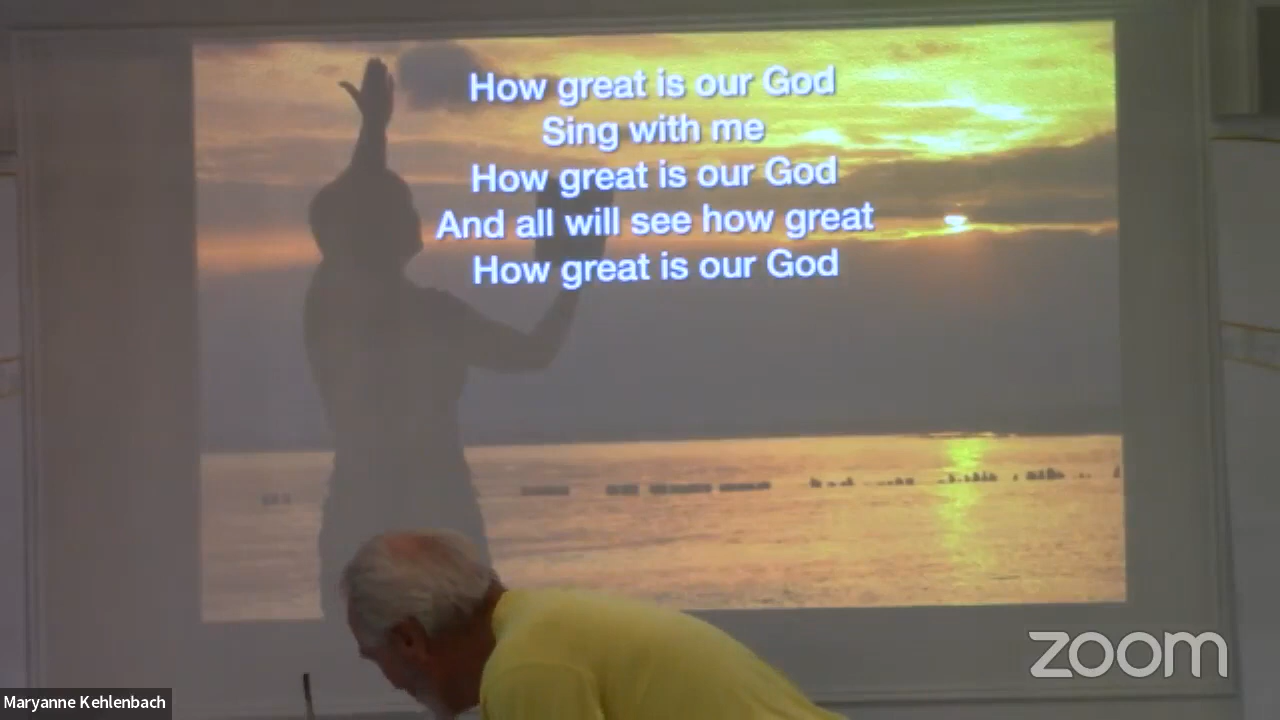 How great is our God
Sing with me
How great is our God
And all will see how great
How great is our God
zoom
Maryanne Kehlenbach